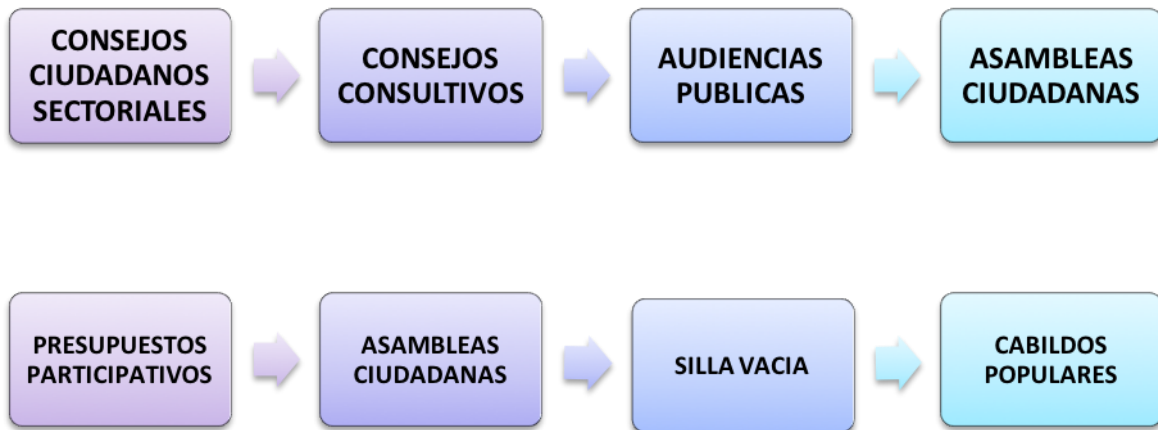 CONSEJOS
CIUDADANOS
SECTORIALES
CONSEJOS
CONSULTIVOS
AUDIENCIAS
PUBLICAS
ASAMBLEAS
CIUDADANAS
PRESUPUESTOS
PARTICIPATIVOS
ASAMBLEAS
CIUDADANAS
SILLA VACIA
CABILDOS
POPULARES